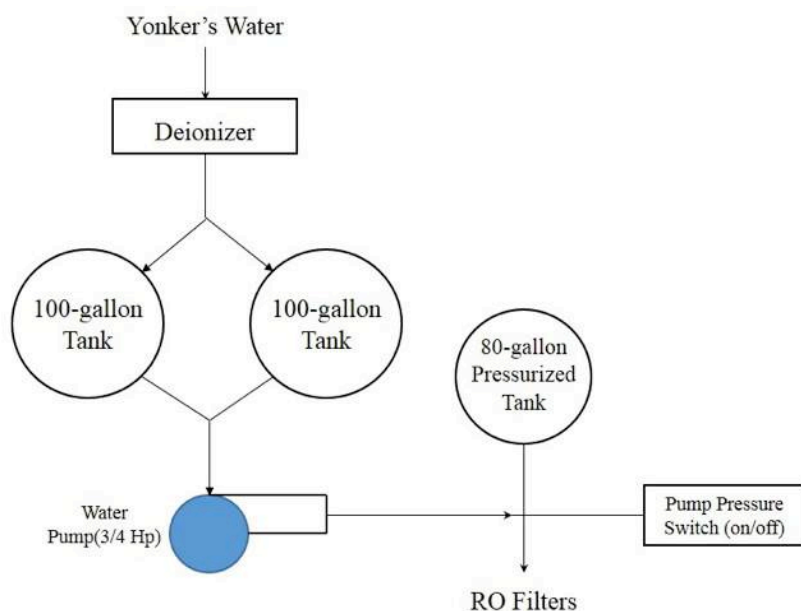 Yonker's Water
Deionizer
100-gallon
Tank
100-gallon
Tank
80-gallon
Pressurized
Tank
Water
Pump(3/4 Hp)
Pump Pressure
Switch (on/off)
RO Filters